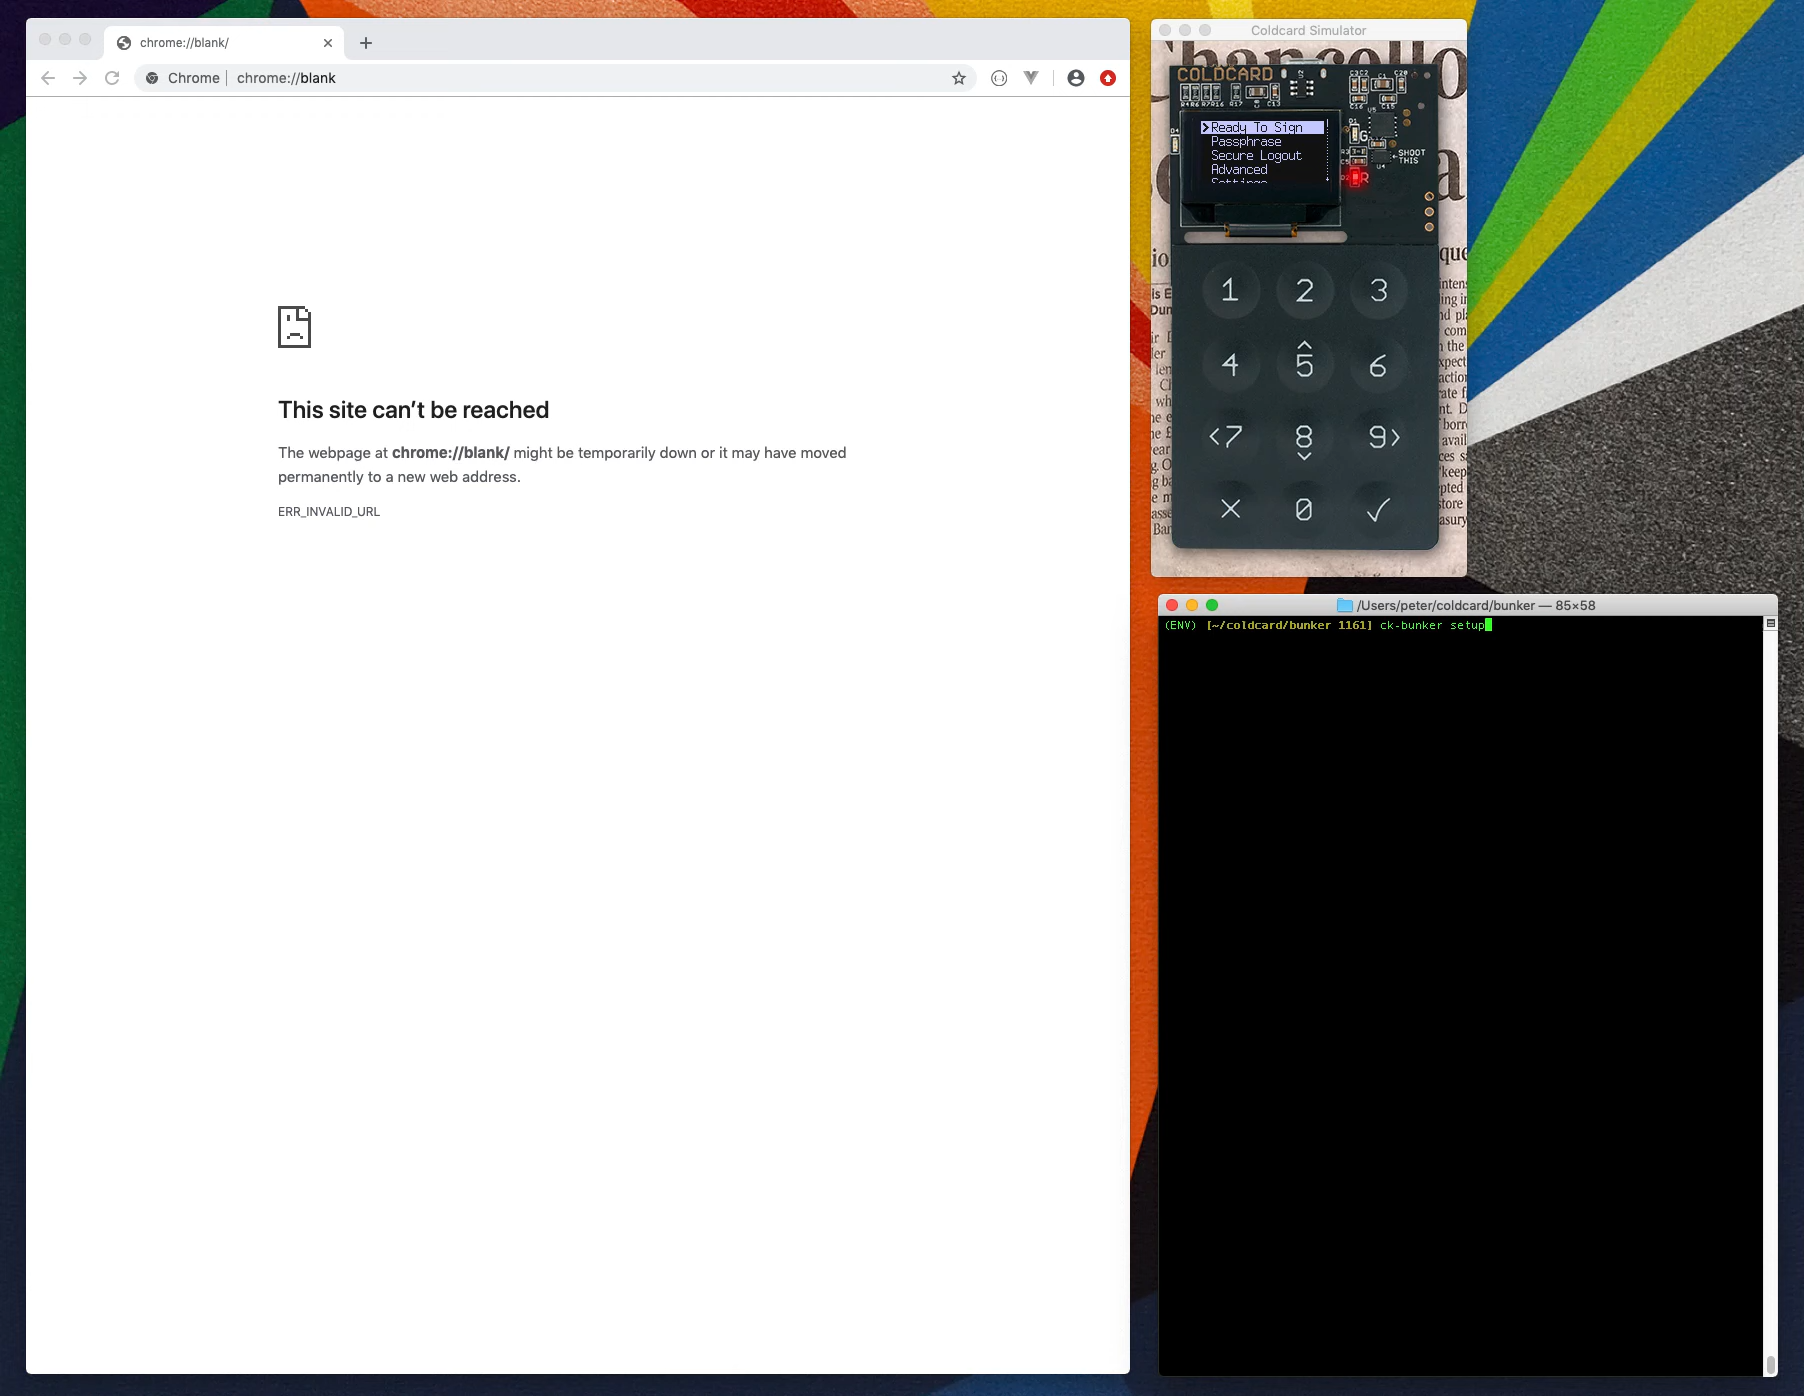 chrome://blank/
Chrome | chrome://blank
This site can't be reached
The webpage at chrome://blank/ might be temporarily down or it may have moved
permanently to a new web address.
ERR_INVALID_URL
Coldcard Simulator
COLDCARD
>Ready To Sign
Passphrase
Secure Logout
Advanced
Settings
SHOOT
THIS
1 2 3
4 5 6
<7 8 9>
X 0 ✓
/Users/peter/coldcard/bunker — 85×58
(ENV) [~/coldcard/bunker 1161] ck-bunker setup